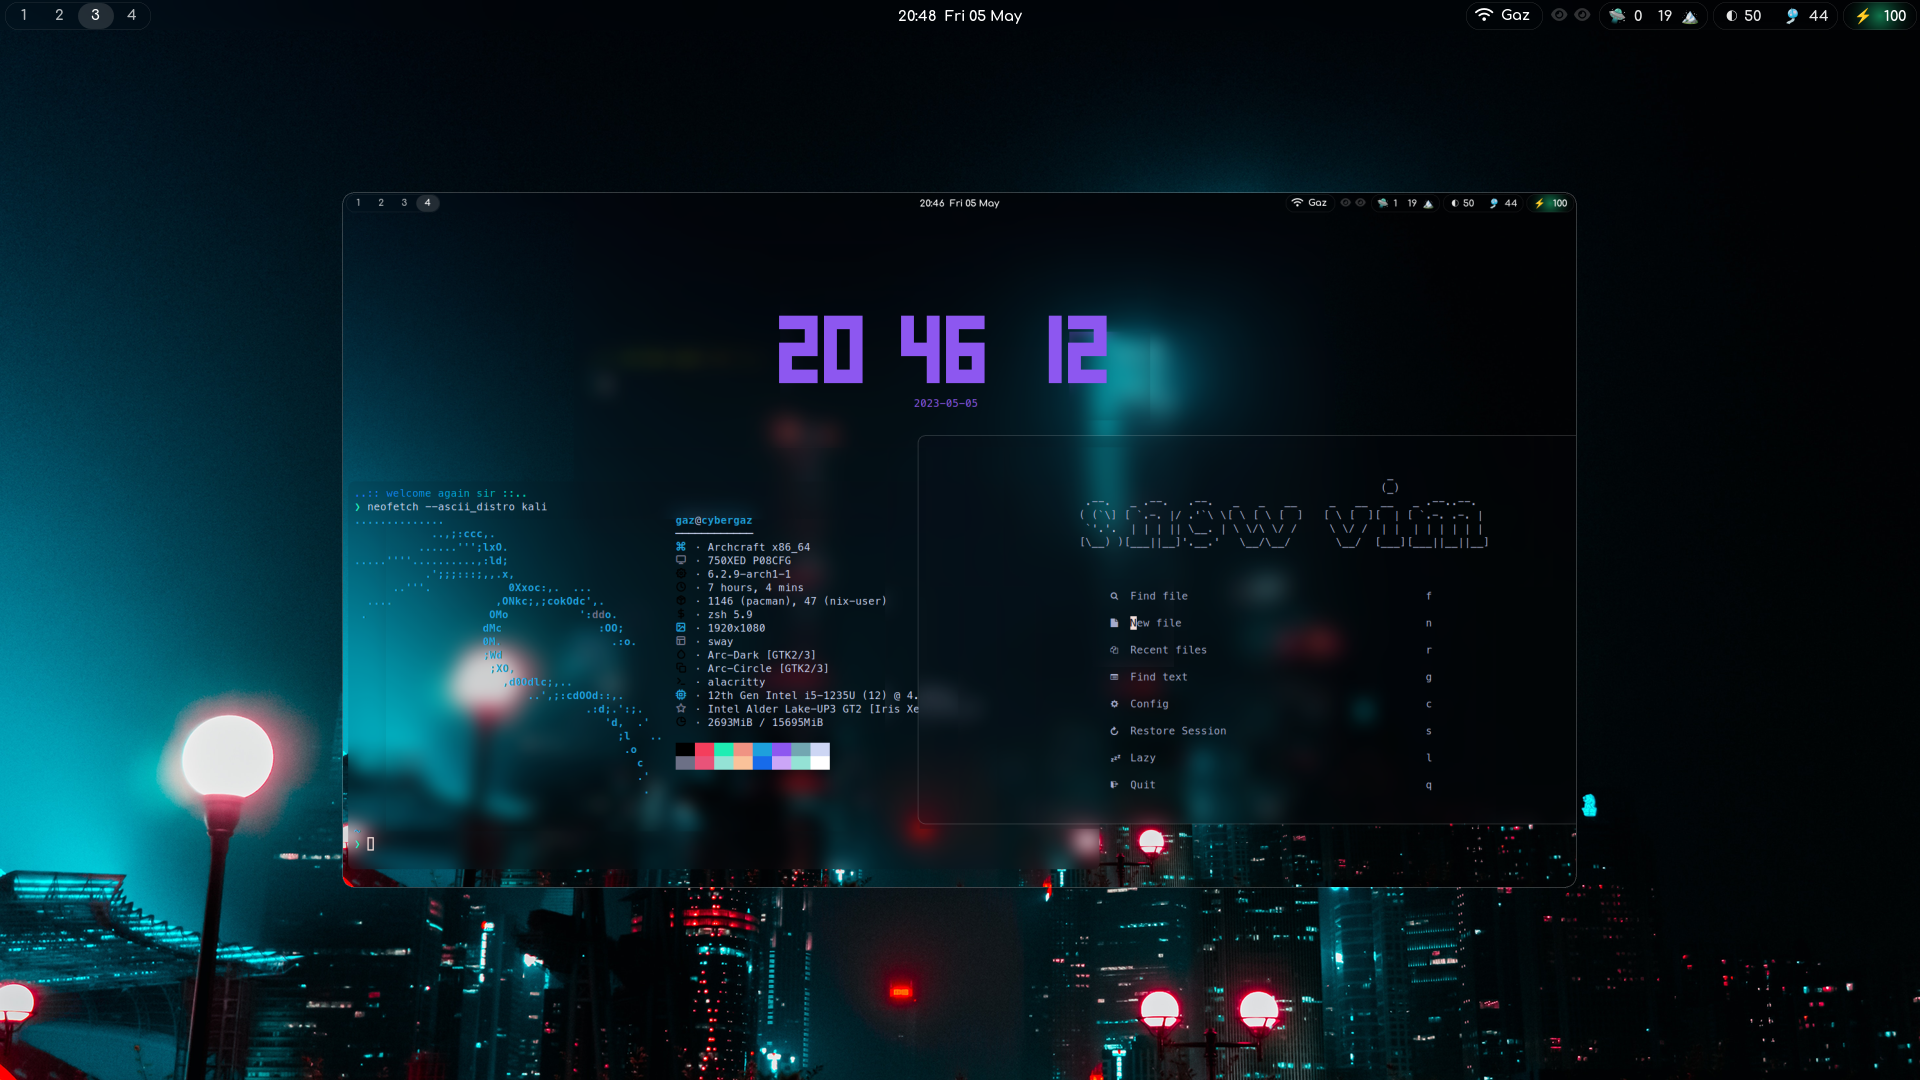 1 2 3 4
20:48 Fri 05 May
Gaz 0 19 50 44 100
1 2 3 4
20:46 Fri 05 May
Gaz 1 19 50 44 100
20 46 12
2023-05-05
..:: welcome again sir ::..
❯ neofetch --ascii_distro kali
gaz@cybergaz
· Archcraft x86_64
· 750XED P08CFG
· 6.2.9-arch1-1
· 7 hours, 4 mins
· 1146 (pacman), 47 (nix-user)
· zsh 5.9
· 1920x1080
· sway
· Arc-Dark [GTK2/3]
· Arc-Circle [GTK2/3]
· alacritty
· 12th Gen Intel i5-1235U (12) @ 4.
· Intel Alder Lake-UP3 GT2 [Iris Xe
· 2693MiB / 15695MiB
❯
snow vim
Find file f
New file n
Recent files r
Find text g
Config c
Restore Session s
Lazy l
Quit q